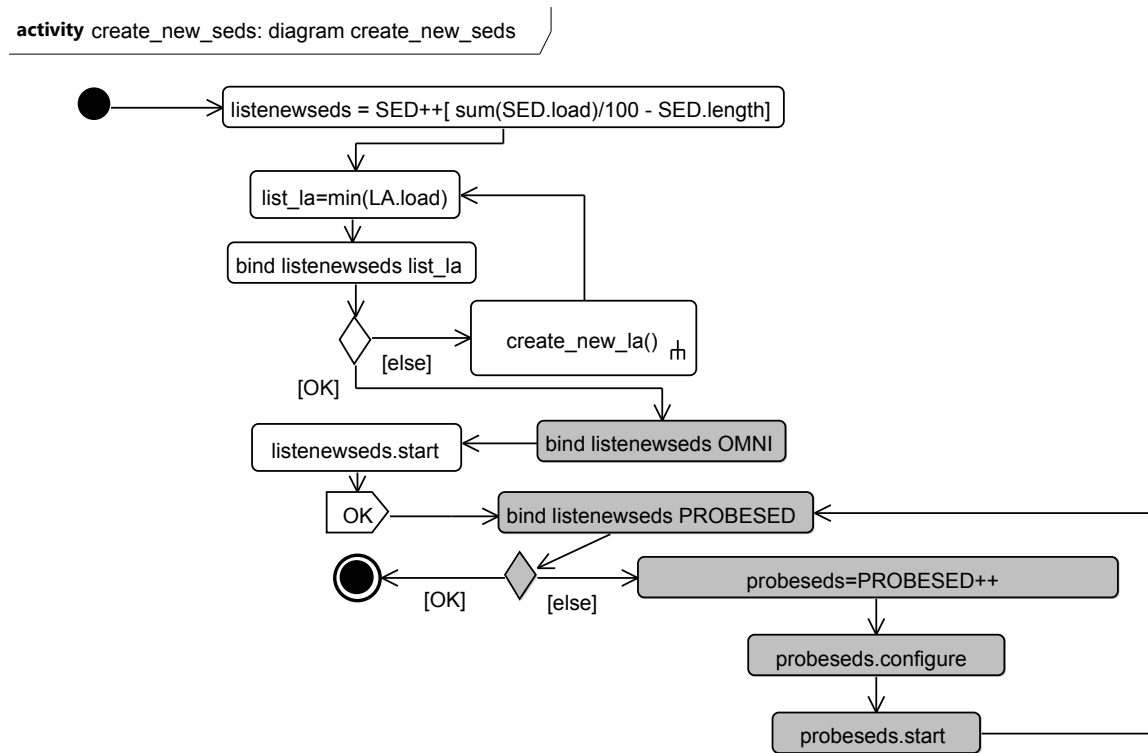 activity create_new_seds: diagram create_new_seds
listenewseds = SED++[ sum(SED.load)/100 - SED.length]
list_la=min(LA.load)
bind listenewseds list_la
create_new_la()
[else]
[OK]
bind listenewseds OMNI
listenewseds.start
OK
bind listenewseds PROBESED
probeseds=PROBESED++
[OK]
[else]
probeseds.configure
probeseds.start